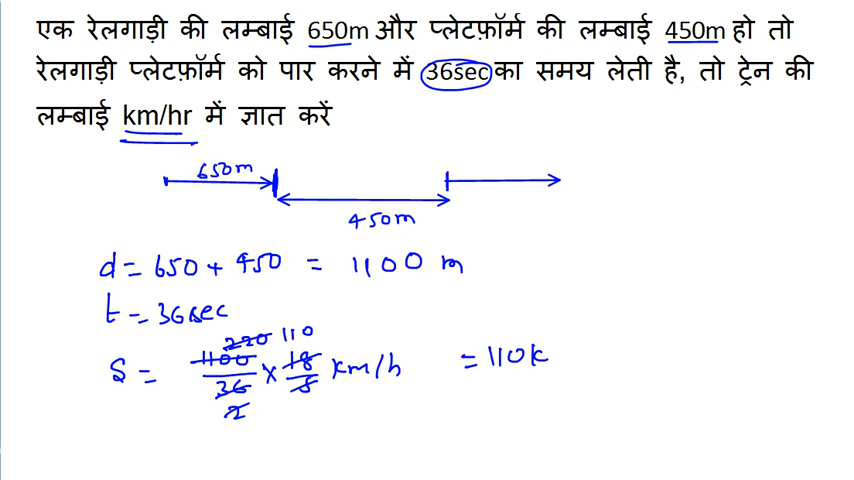 एक रेलगाड़ी की लम्बाई 650m और प्लेटफ़ॉर्म की लम्बाई 450m हो तो
रेलगाड़ी प्लेटफ़ॉर्म को पार करने में 36sec का समय लेती है, तो ट्रेन की
लम्बाई km/hr में ज्ञात करें
650m
450m
d = 650 + 450 = 1100 m
t = 36sec
220 110
S = 1100/36 × 18/5 km/h = 110k
2